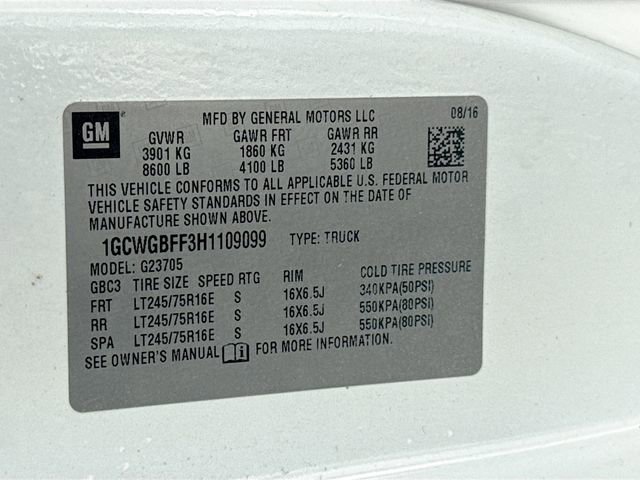 GM
MFD BY GENERAL MOTORS LLC 08/16
GVWR GAWR FRT GAWR RR
3901 KG 1860 KG 2431 KG
8600 LB 4100 LB 5360 LB
THIS VEHICLE CONFORMS TO ALL APPLICABLE U.S. FEDERAL MOTOR
VEHICLE SAFETY STANDARDS IN EFFECT ON THE DATE OF
MANUFACTURE SHOWN ABOVE.
1GCWGBFF3H1109099 TYPE: TRUCK
MODEL: G23705
GBC3 TIRE SIZE SPEED RTG RIM COLD TIRE PRESSURE
FRT LT245/75R16E S 16X6.5J 340KPA(50PSI)
RR LT245/75R16E S 16X6.5J 550KPA(80PSI)
SPA LT245/75R16E S 16X6.5J 550KPA(80PSI)
SEE OWNER'S MANUAL FOR MORE INFORMATION.